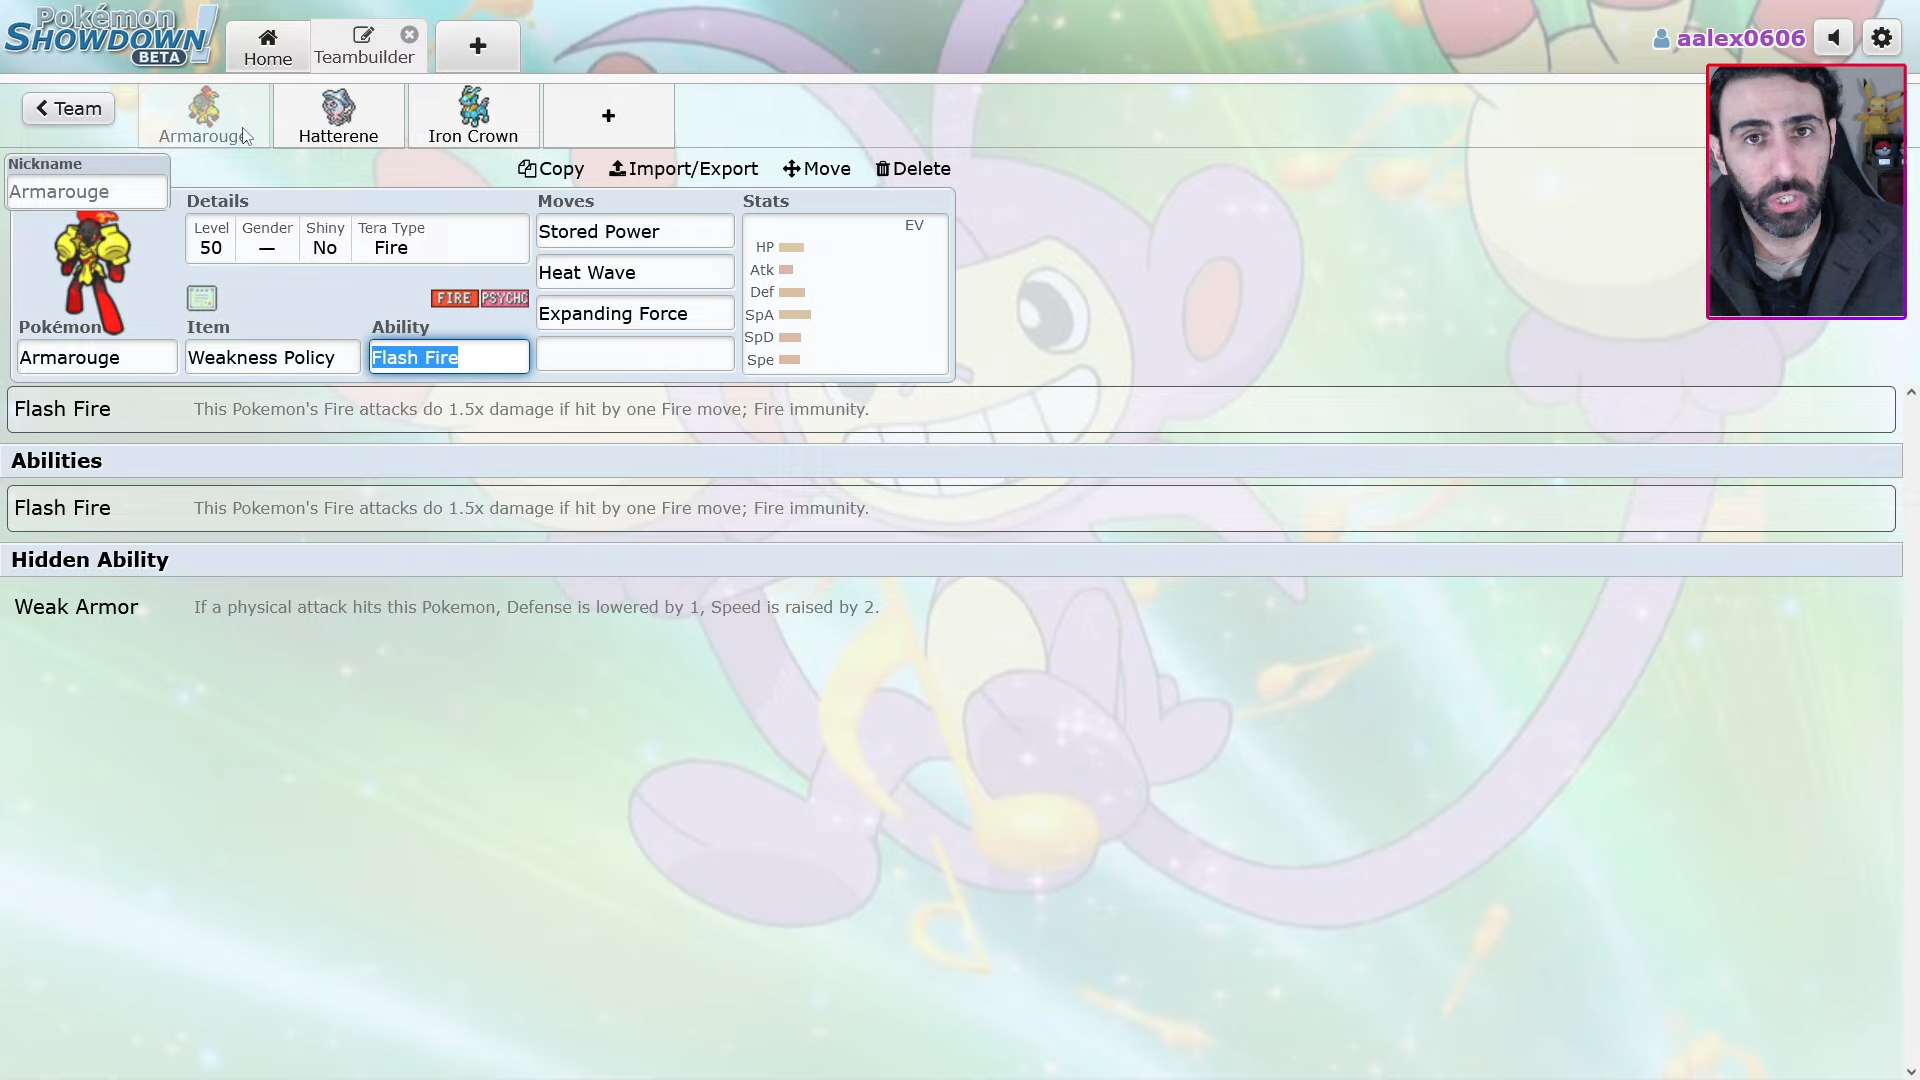 Pokémon
SHOWDOWN!
BETA
Home
Teambuilder
aalex0606
Team
Armarouge
Hatterene
Iron Crown
Nickname
Armarouge
Copy
Import/Export
Move
Delete
Details
Moves
Stats
Level
Gender
Shiny
Tera Type
50
—
No
Fire
Stored Power
Heat Wave
Expanding Force
EV
HP
Atk
Def
SpA
SpD
Spe
FIRE
PSYCHC
Pokémon
Item
Ability
Armarouge
Weakness Policy
Flash Fire
Flash Fire This Pokemon's Fire attacks do 1.5x damage if hit by one Fire move; Fire immunity.
Abilities
Flash Fire This Pokemon's Fire attacks do 1.5x damage if hit by one Fire move; Fire immunity.
Hidden Ability
Weak Armor If a physical attack hits this Pokemon, Defense is lowered by 1, Speed is raised by 2.